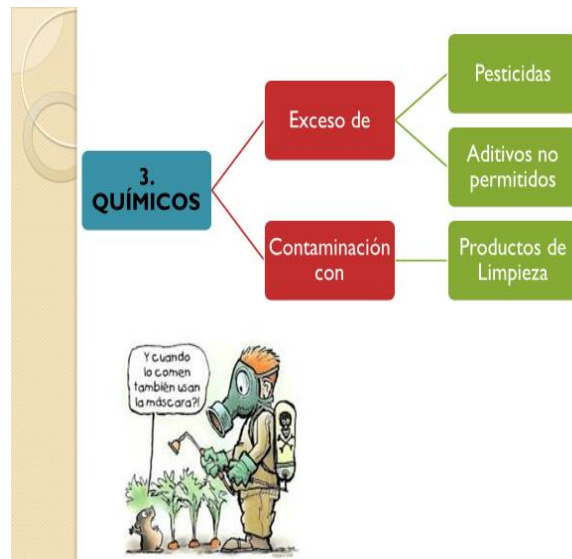 3.
QUÍMICOS
Exceso de
Pesticidas
Aditivos no
permitidos
Contaminación
con
Productos de
Limpieza
Y cuando
lo comen
también usan
la máscara?!